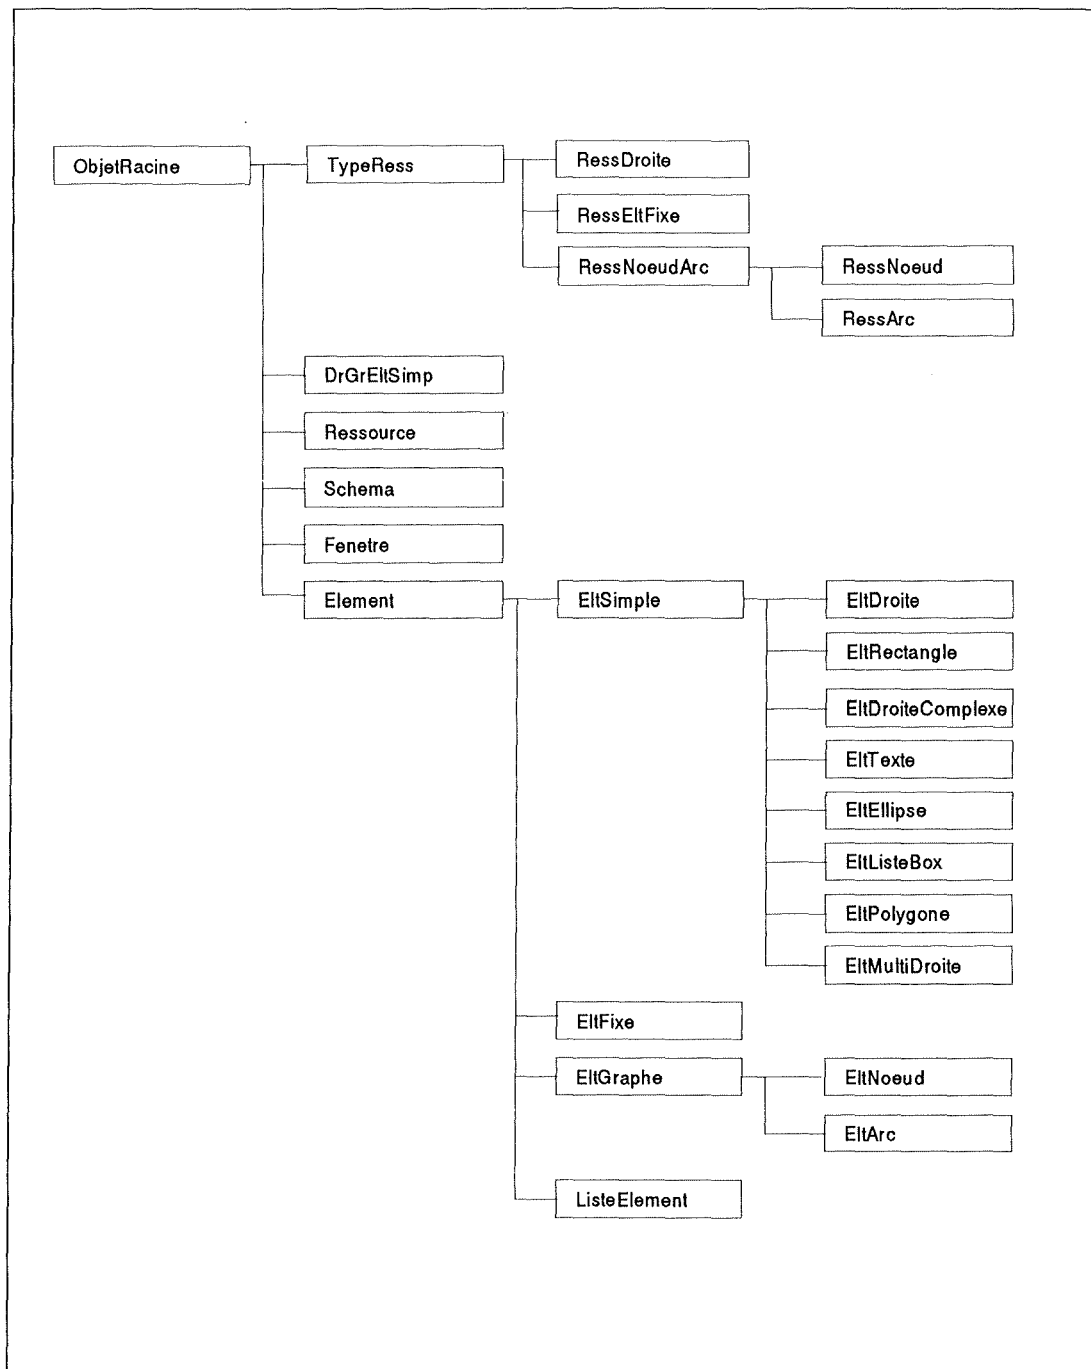 ObjetRacine
TypeRess
RessDroite
RessEltFixe
RessNoeudArc
RessNoeud
RessArc
DrGrEltSimp
Ressource
Schema
Fenetre
Element
EltSimple
EltDroite
EltRectangle
EltDroiteComplexe
EltTexte
EltEllipse
EltListeBox
EltPolygone
EltMultiDroite
EltFixe
EltGraphe
EltNoeud
EltArc
ListeElement